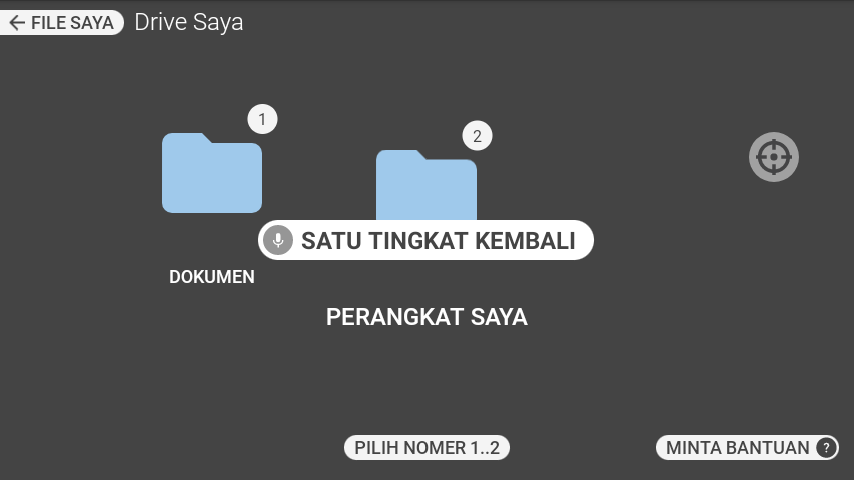 FILE SAYA Drive Saya
1
2
SATU TINGKAT KEMBALI
DOKUMEN
PERANGKAT SAYA
PILIH NOMER 1..2
MINTA BANTUAN ?